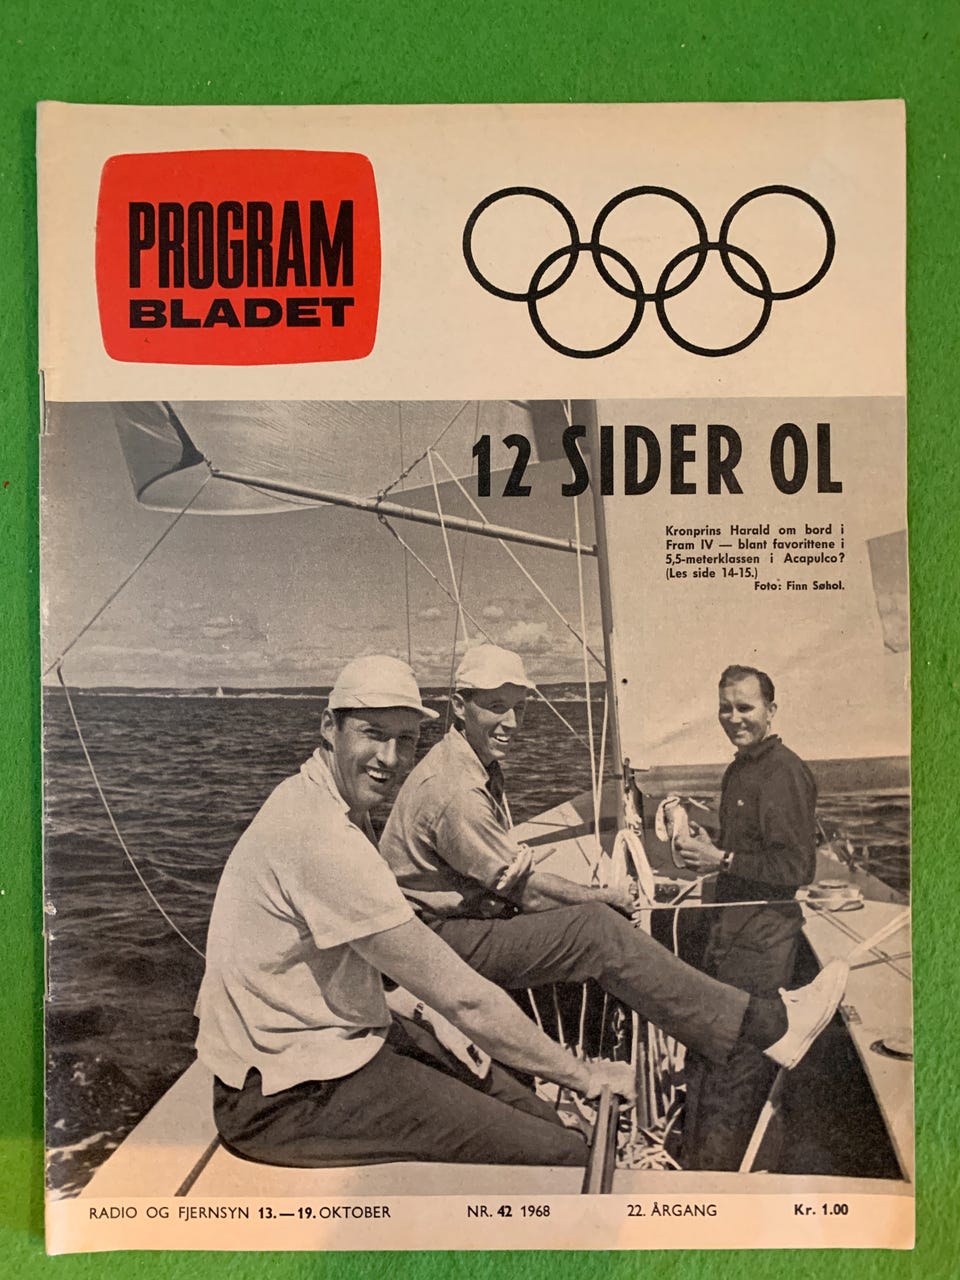 PROGRAM
BLADET
12 SIDER OL
Kronprins Harald om bord i
Fram IV — blant favorittene i
5,5-meterklassen i Acapulco?
(Les side 14-15.)
Foto: Finn Søhol.
RADIO OG FJERNSYN 13.—19. OKTOBER NR. 42 1968 22. ÅRGANG Kr. 1.00